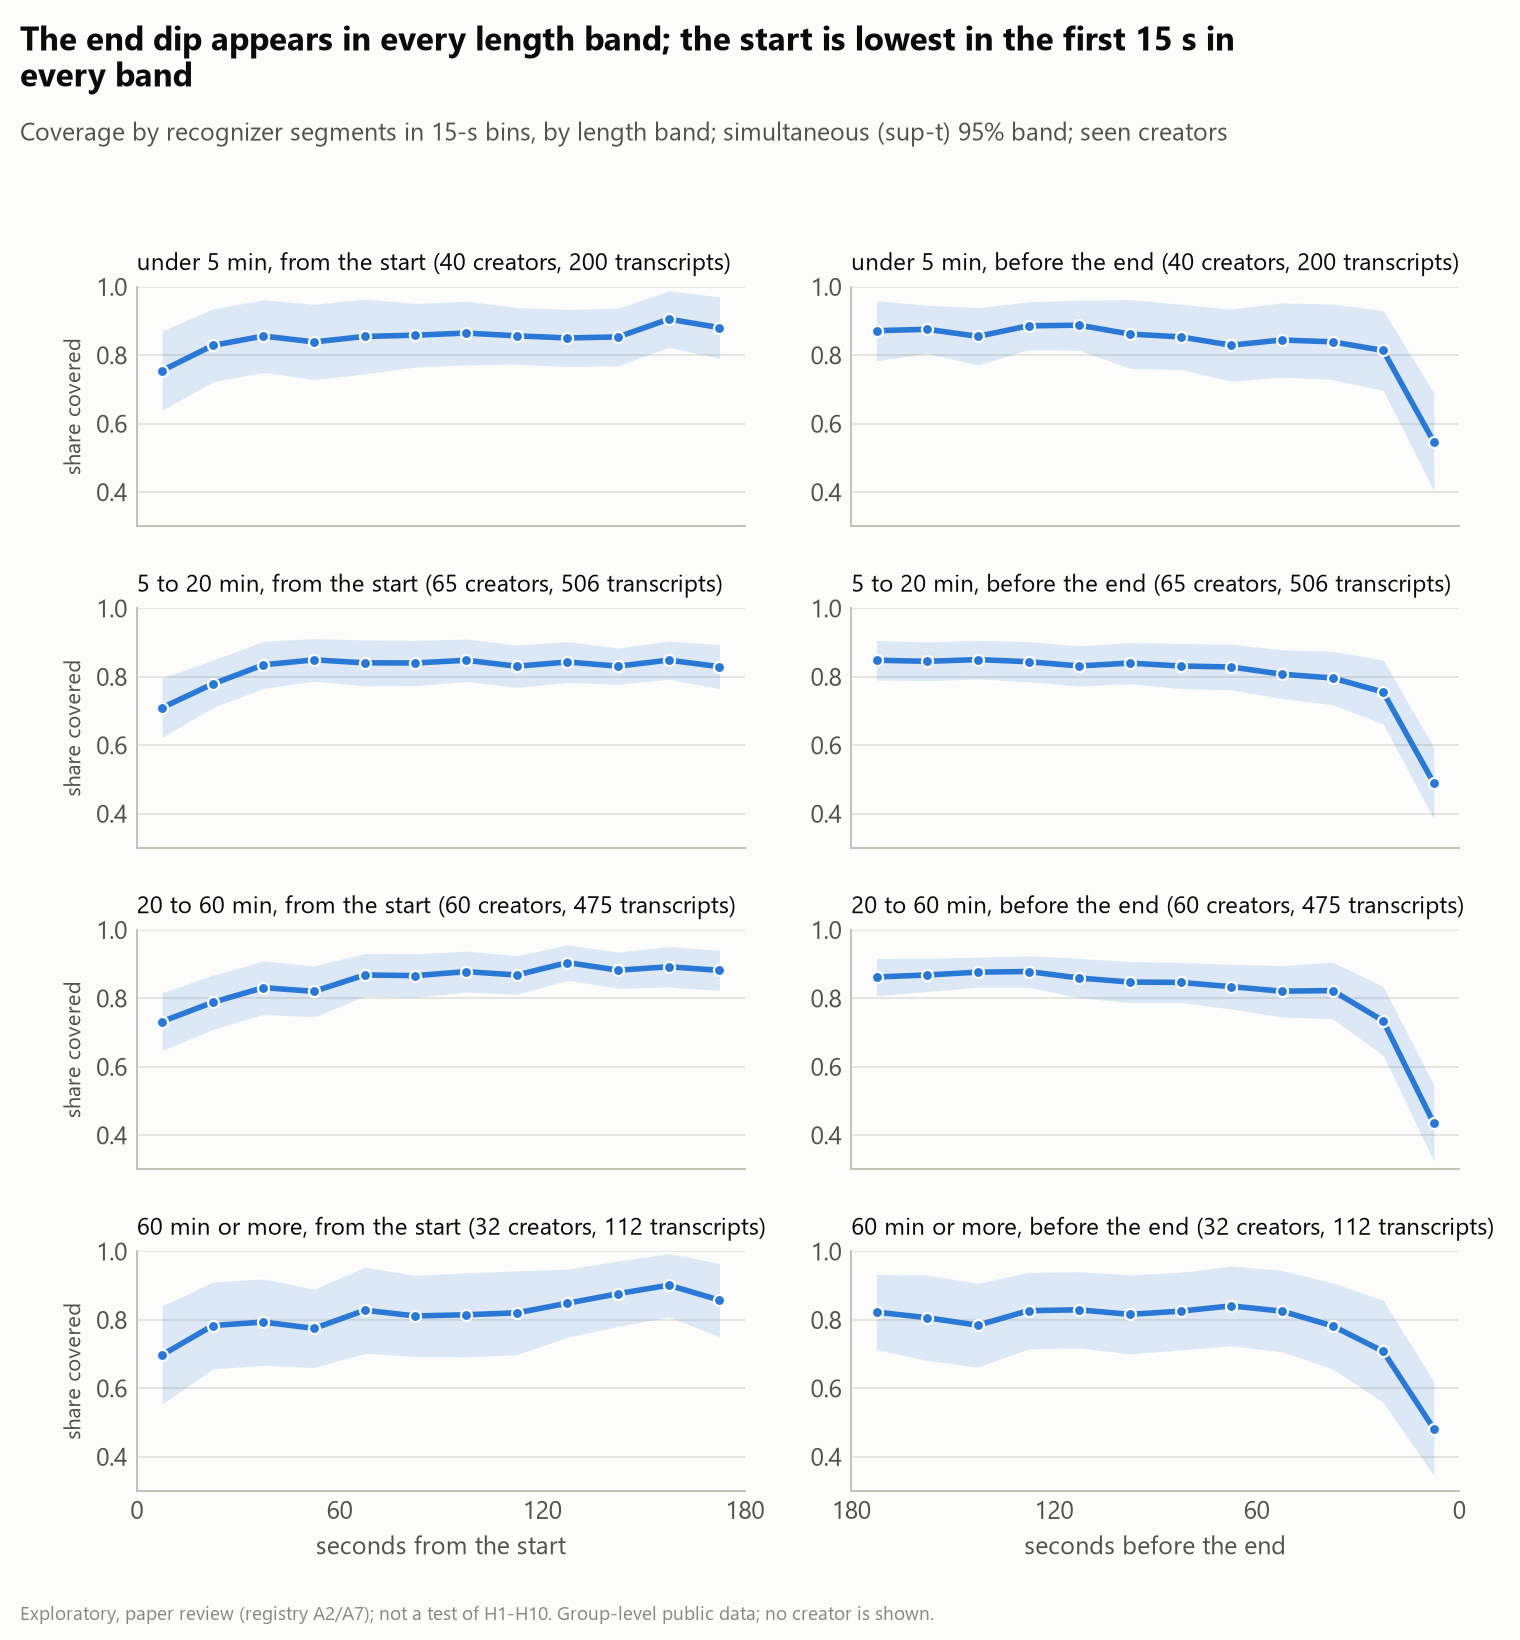 The end dip appears in every length band; the start is lowest in the first 15 s in
every band
Coverage by recognizer segments in 15-s bins, by length band; simultaneous (sup-t) 95% band; seen creators
under 5 min, from the start (40 creators, 200 transcripts)
1.0
0.8
0.6
0.4
share covered
under 5 min, before the end (40 creators, 200 transcripts)
1.0
0.8
0.6
0.4
5 to 20 min, from the start (65 creators, 506 transcripts)
1.0
0.8
0.6
0.4
share covered
5 to 20 min, before the end (65 creators, 506 transcripts)
1.0
0.8
0.6
0.4
20 to 60 min, from the start (60 creators, 475 transcripts)
1.0
0.8
0.6
0.4
share covered
20 to 60 min, before the end (60 creators, 475 transcripts)
1.0
0.8
0.6
0.4
60 min or more, from the start (32 creators, 112 transcripts)
1.0
0.8
0.6
0.4
share covered
0 60 120 180
seconds from the start
60 min or more, before the end (32 creators, 112 transcripts)
1.0
0.8
0.6
0.4
180 120 60 0
seconds before the end
Exploratory, paper review (registry A2/A7); not a test of H1-H10. Group-level public data; no creator is shown.